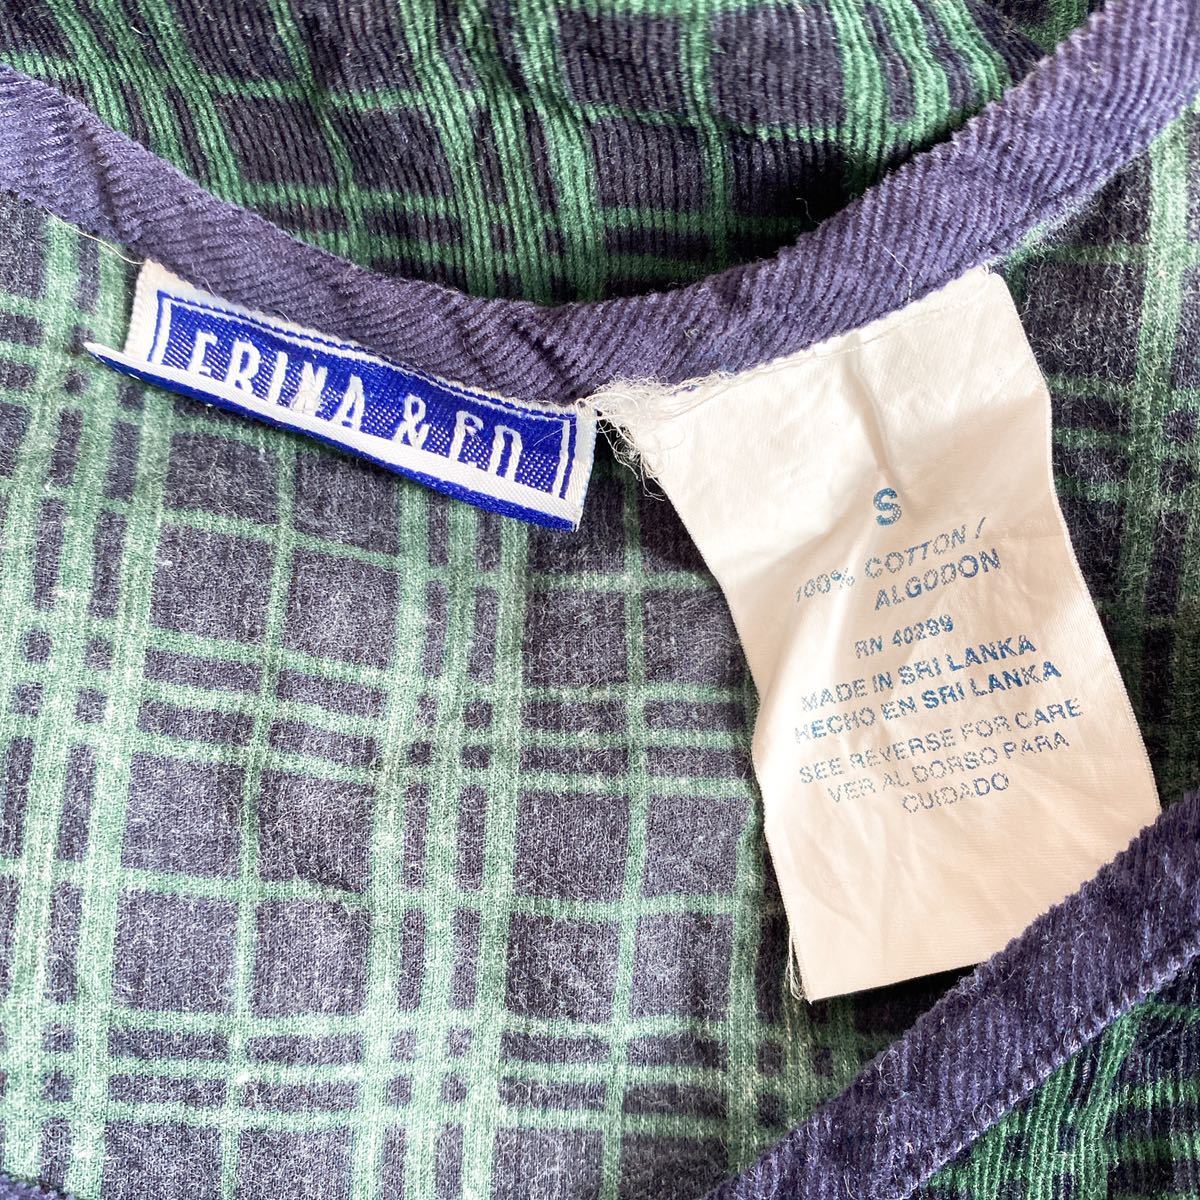 ERINA & CO
S
100% COTTON /
ALGODON
RN 40299
MADE IN SRI LANKA
HECHO EN SRI LANKA
SEE REVERSE FOR CARE
VER AL DORSO PARA
CUIDADO